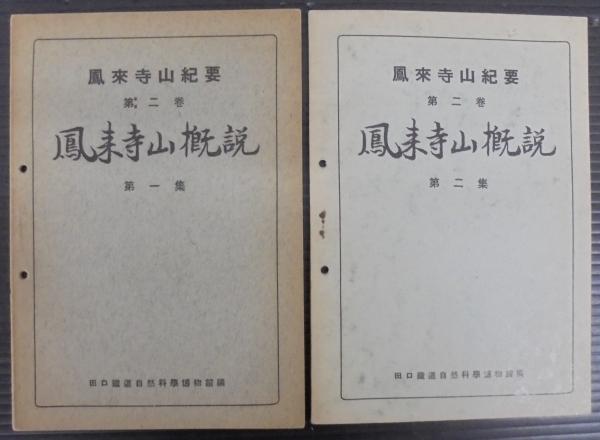 鳳來寺山紀要
第二巻
鳳来寺山概説
第一集
田口鐵道自然科學博物館編
鳳來寺山紀要
第二巻
鳳来寺山概説
第二集
田口鐵道自然科學博物館編